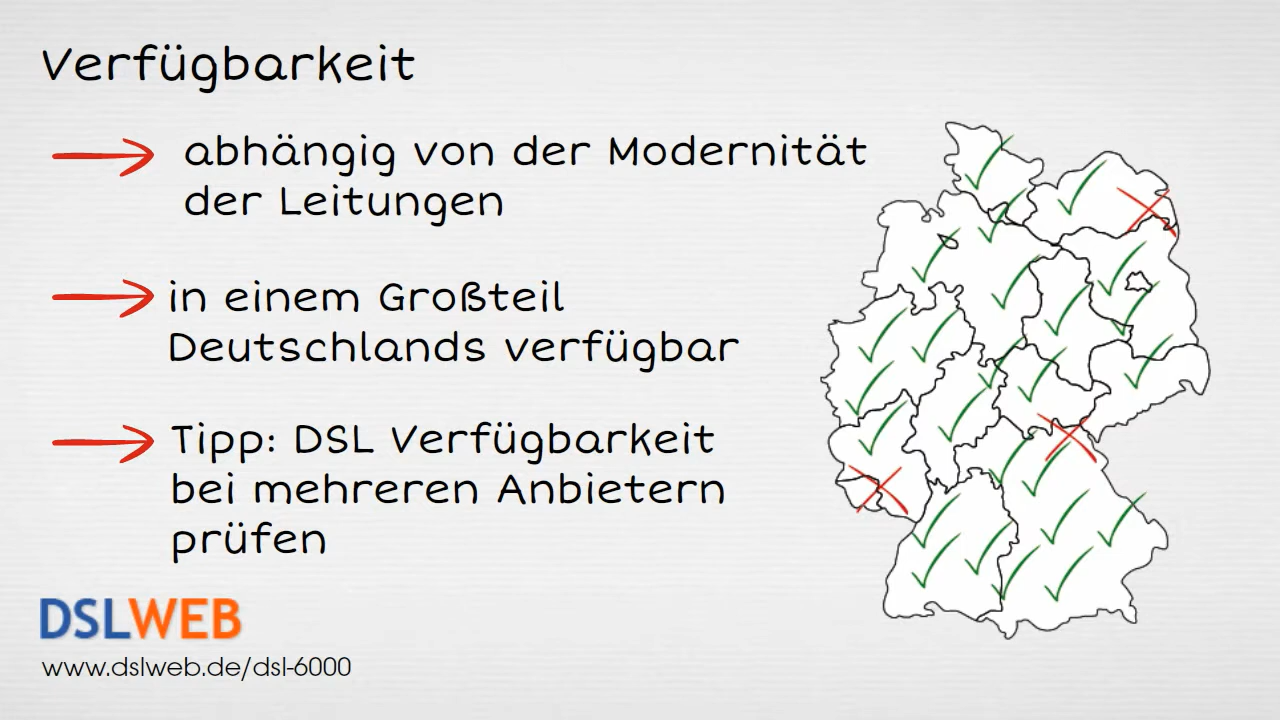 Verfügbarkeit
abhängig von der Modernität
der Leitungen
in einem Großteil
Deutschlands verfügbar
Tipp: DSL Verfügbarkeit
bei mehreren Anbietern
prüfen
DSLWEB
www.dslweb.de/dsl-6000